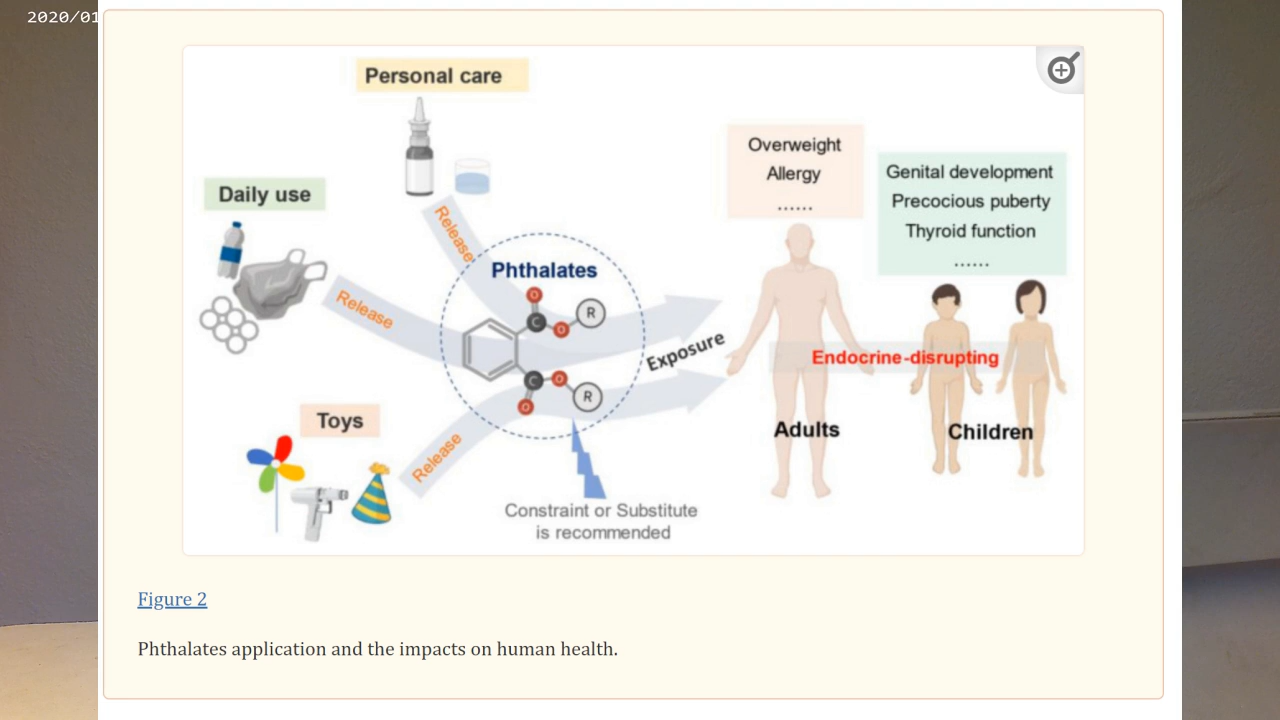 2020/01
Personal care
Daily use
Release
Release
Phthalates
O
C
O
R
C
O
O
R
Exposure
Toys
Release
Constraint or Substitute
is recommended
Overweight
Allergy
......
Genital development
Precocious puberty
Thyroid function
......
Endocrine-disrupting
Adults
Children
Figure 2
Phthalates application and the impacts on human health.